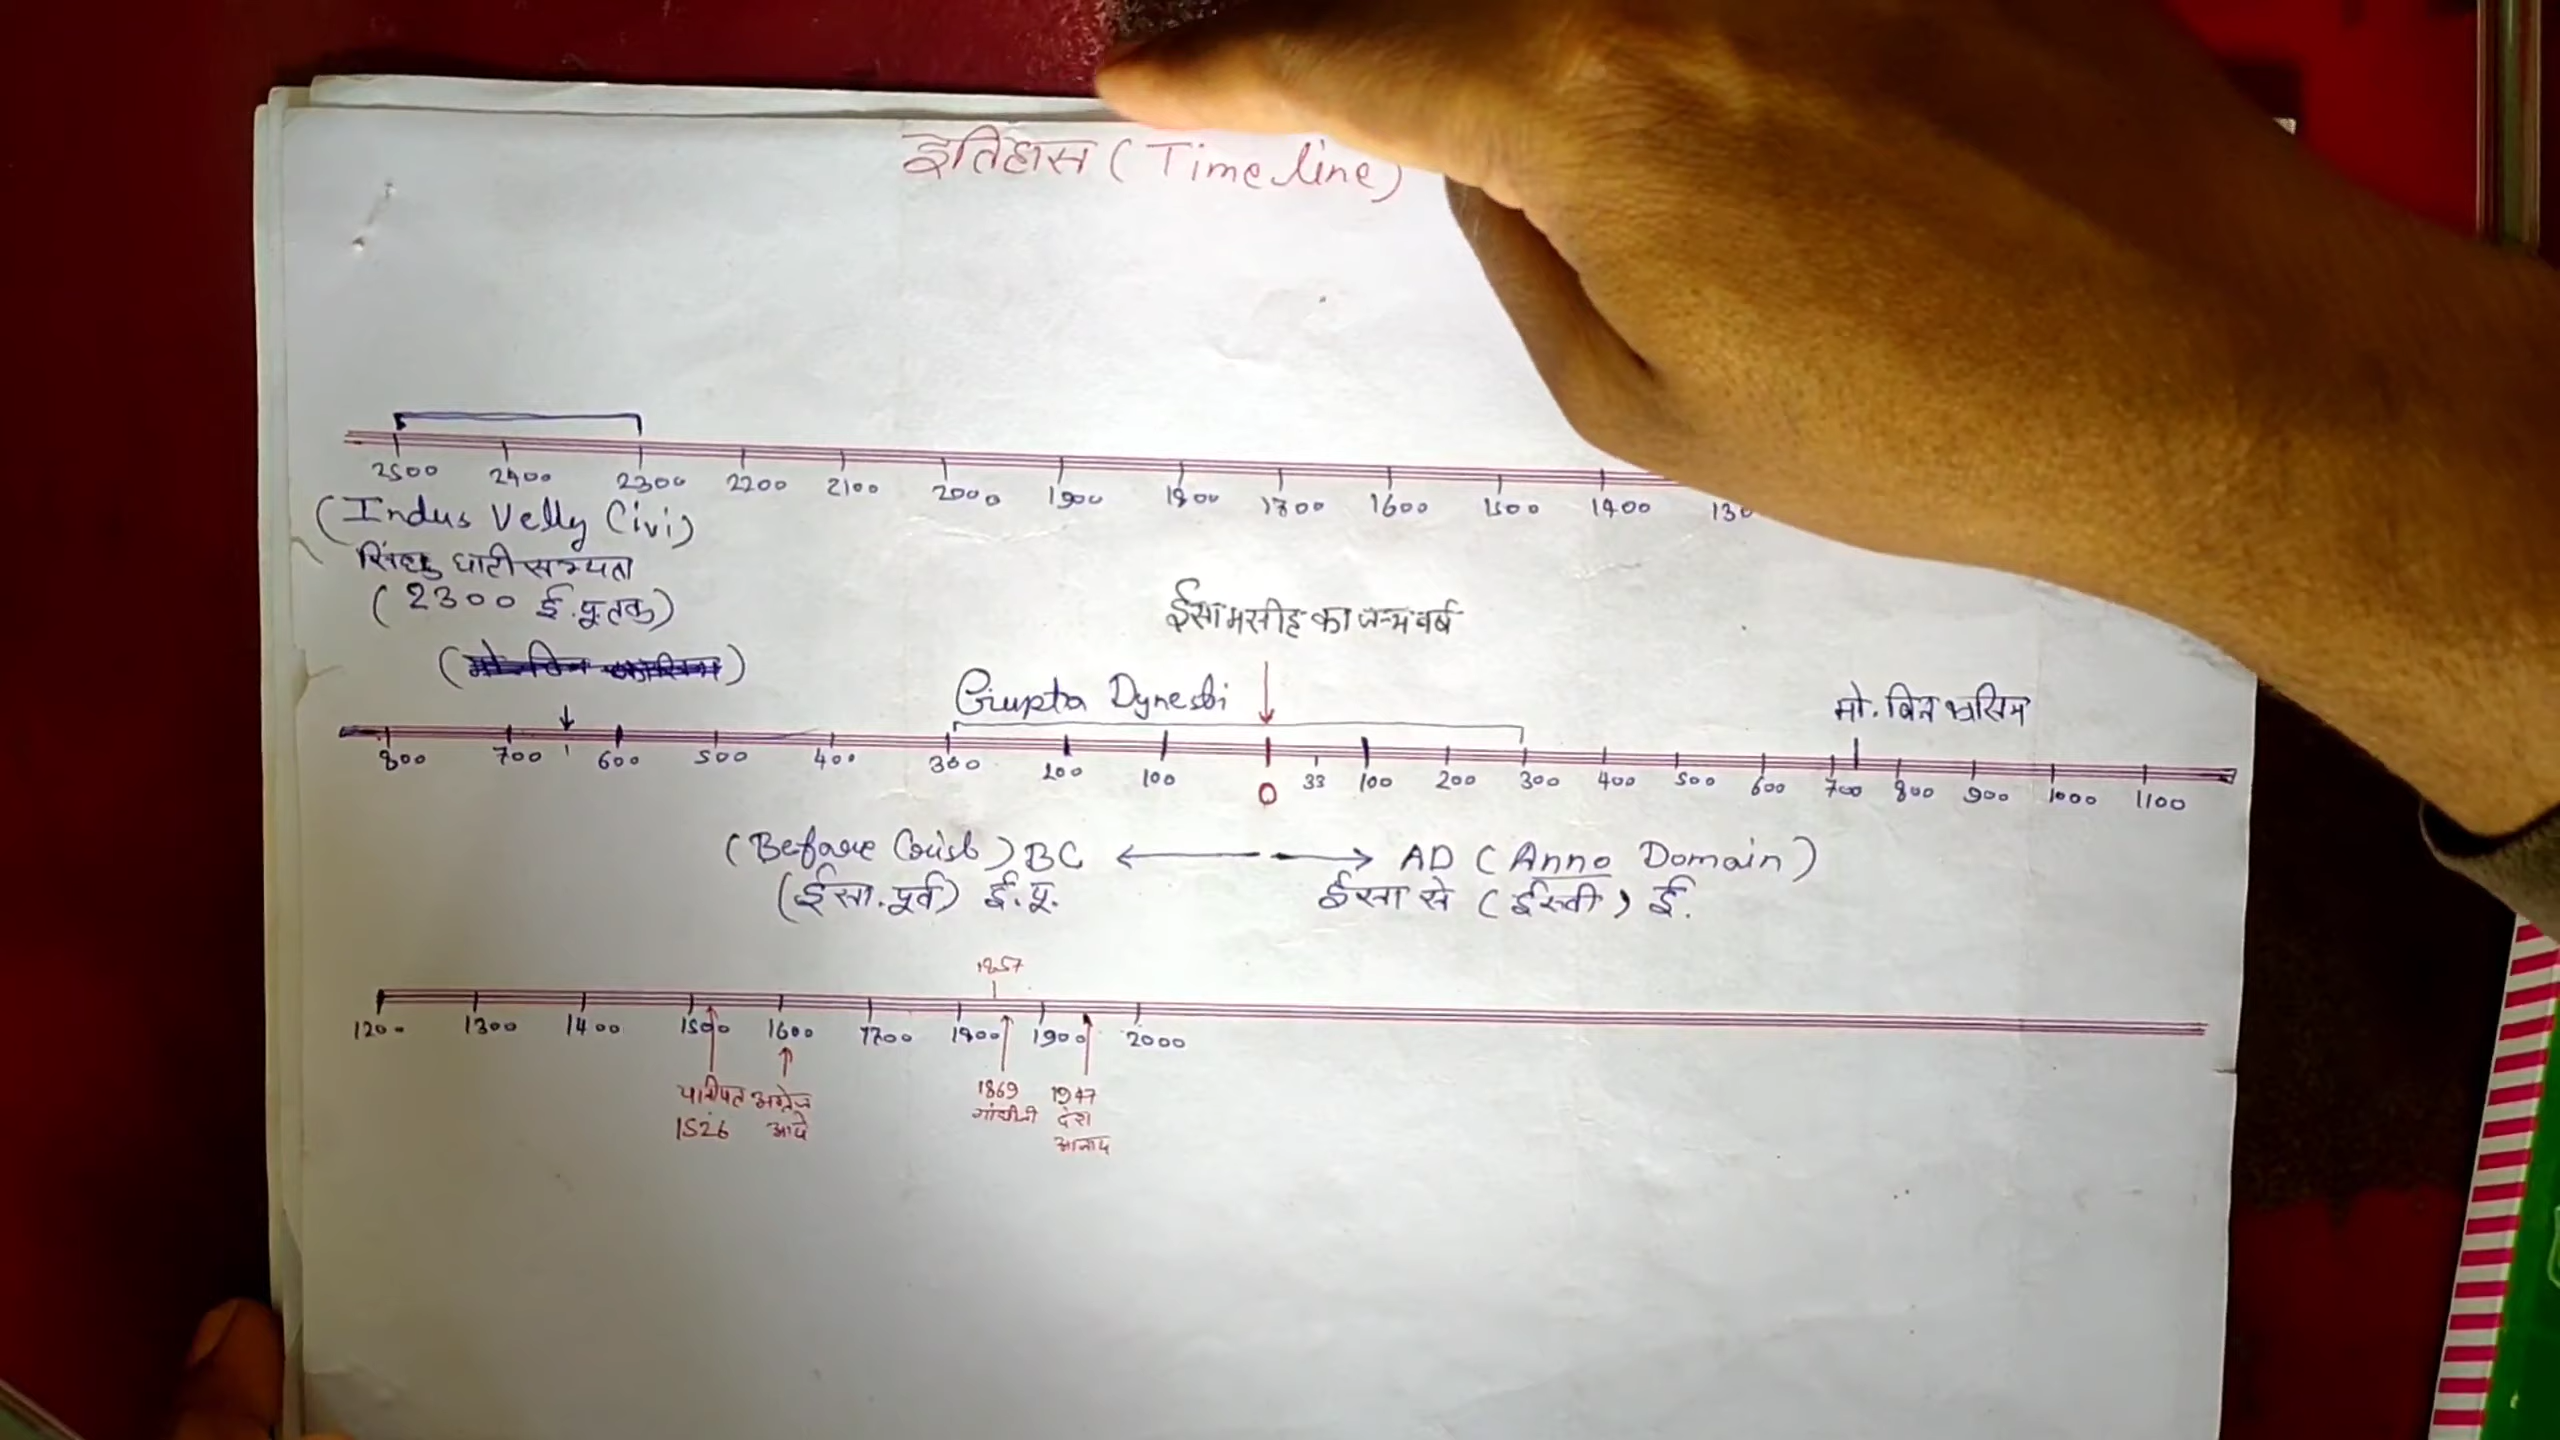 इतिहास (Time line)
2500 2400 2300 2200 2100 2000 1900 1800 1700 1600 1500 1400 130
(Indus Velly Civi)
सिंधु घाटी सभ्यता
(2300 ई.पू. तक)
ईसा मसीह का जन्म वर्ष
Gupta Dynesti
मो. बिन कासिम
800 700 600 500 400 300 200 100 0 33 100 200 300 400 500 600 700 800 900 1000 1100
(Before Crist) BC ← → AD (Anno Domain)
(ईसा. पूर्व) ई.पू. ईसा से (ईस्वी) ई.
1857
1200 1300 1400 1500 1600 1700 1800 1900 2000
पानिपत अंग्रेज 1869 1947
1526 आये गांधीजी देश
आजाद